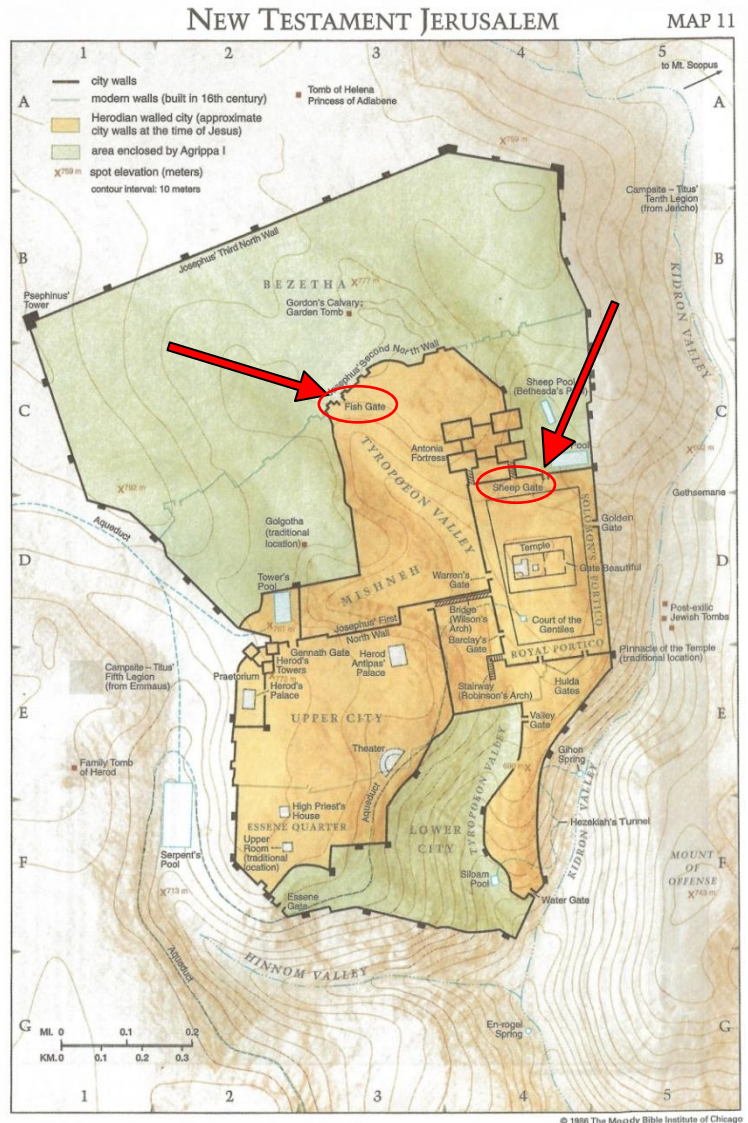 NEW TESTAMENT JERUSALEM
MAP 11
1 2 3 4 5
to Mt. Scopus
city walls
modern walls (built in 16th century)
Herodian walled city (approximate
city walls at the time of Jesus)
area enclosed by Agrippa I
X759 m spot elevation (meters)
contour interval: 10 meters
Tomb of Helena
Princess of Adiabene
A
A
Campsite – Titus'
Tenth Legion
(from Jericho)
Josephus' Third North Wall
B
B
BEZETHA
X777 m
Psephinus'
Tower
Gordon's Calvary;
Garden Tomb
KIDRON VALLEY
Josephus' Second North Wall
Sheep Pool
(Bethesda's
Fish Gate
C
C
Pool
Antonia
Fortress
TYROPOEON VALLEY
Sheep Gate
X792 m
Gethsemane
Aqueduct
Golgotha
(traditional
location)
Golden
Gate
SOLOMON'S PORTICO
D
D
Temple
Gate Beautiful
Tower's
Pool
MISHNEH
Warren's
Gate
Post-exilic
Jewish Tombs
Josephus' First
North Wall
Bridge
(Wilson's
Arch)
Court of the
Gentiles
Barclay's
Gate
ROYAL PORTICO
Pinnacle of the Temple
(traditional location)
Gennath Gate
Herod's
Towers
Herod
Antipas'
Palace
Campsite – Titus'
Fifth Legion
(from Emmaus)
Praetorium
Herod's
Palace
Stairway
(Robinson's Arch)
Hulda
Gates
E
E
UPPER CITY
Valley
Gate
Theater
Gihon
Spring
Family Tomb
of Herod
TYROPOEON VALLEY
KIDRON VALLEY
Aqueduct
High Priest's
House
ESSENE QUARTER
LOWER
CITY
Hezekiah's Tunnel
Upper
Room
(traditional
location)
Serpent's
Pool
F
F
MOUNT
OF
OFFENSE
X743 m
Siloam
Pool
X713 m
Essene
Gate
Water Gate
Aqueduct
HINNOM VALLEY
G
G
En-rogel
Spring
MI. 0 0.1 0.2
KM. 0 0.1 0.2 0.3
1 2 3 4 5
© 1986 The Moody Bible Institute of Chicago